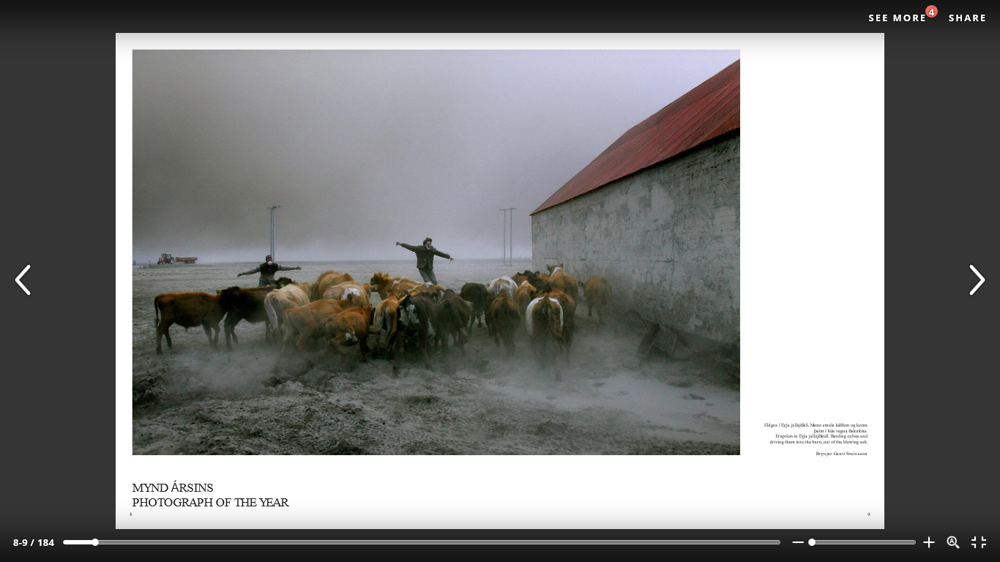 SEE MORE 4 SHARE
Eldgos í Eyjafjallajökli. Menn smala kálfum og koma
þeim í hús vegna öskufoks.
Eruption in Eyjafjallajökull. Herding calves and
driving them into the barn, out of the blowing ash.
Brynjar Gauti Sveinsson
MYND ÁRSINS
PHOTOGRAPH OF THE YEAR
8 9
8-9 / 184